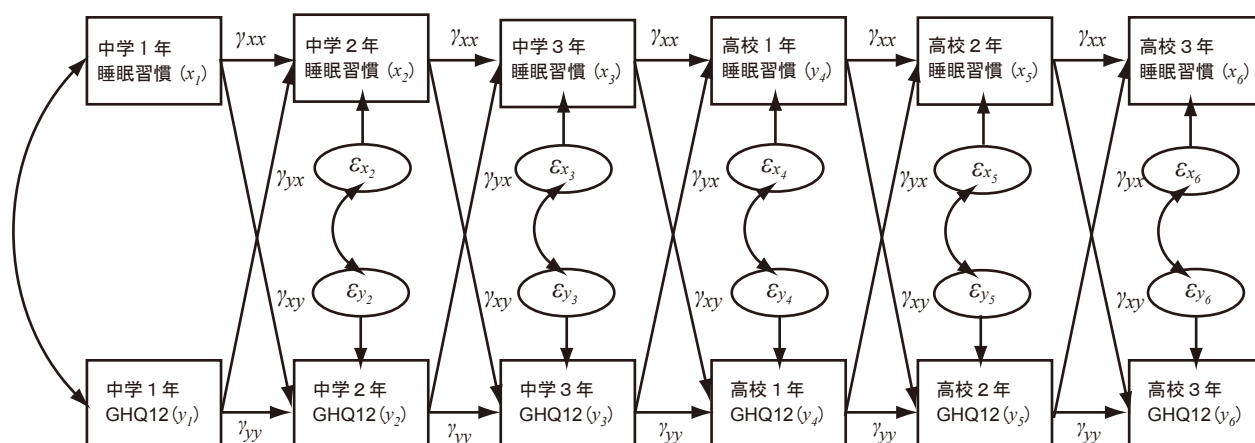 中学1年
睡眠習慣 (x₁)
γxx
中学2年
睡眠習慣 (x₂)
γxx
中学3年
睡眠習慣 (x₃)
γxx
高校1年
睡眠習慣 (y₄)
γxx
高校2年
睡眠習慣 (x₅)
γxx
高校3年
睡眠習慣 (x₆)
γyx
εx₂
γyx
εx₃
γyx
εx₄
γyx
εx₅
γyx
εx₆
γxy
εy₂
γxy
εy₃
γxy
εy₄
γxy
εy₅
γxy
εy₆
中学1年
GHQ12 (y₁)
γyy
中学2年
GHQ12 (y₂)
γyy
中学3年
GHQ12 (y₃)
γyy
高校1年
GHQ12 (y₄)
γyy
高校2年
GHQ12 (y₅)
γyy
高校3年
GHQ12 (y₆)